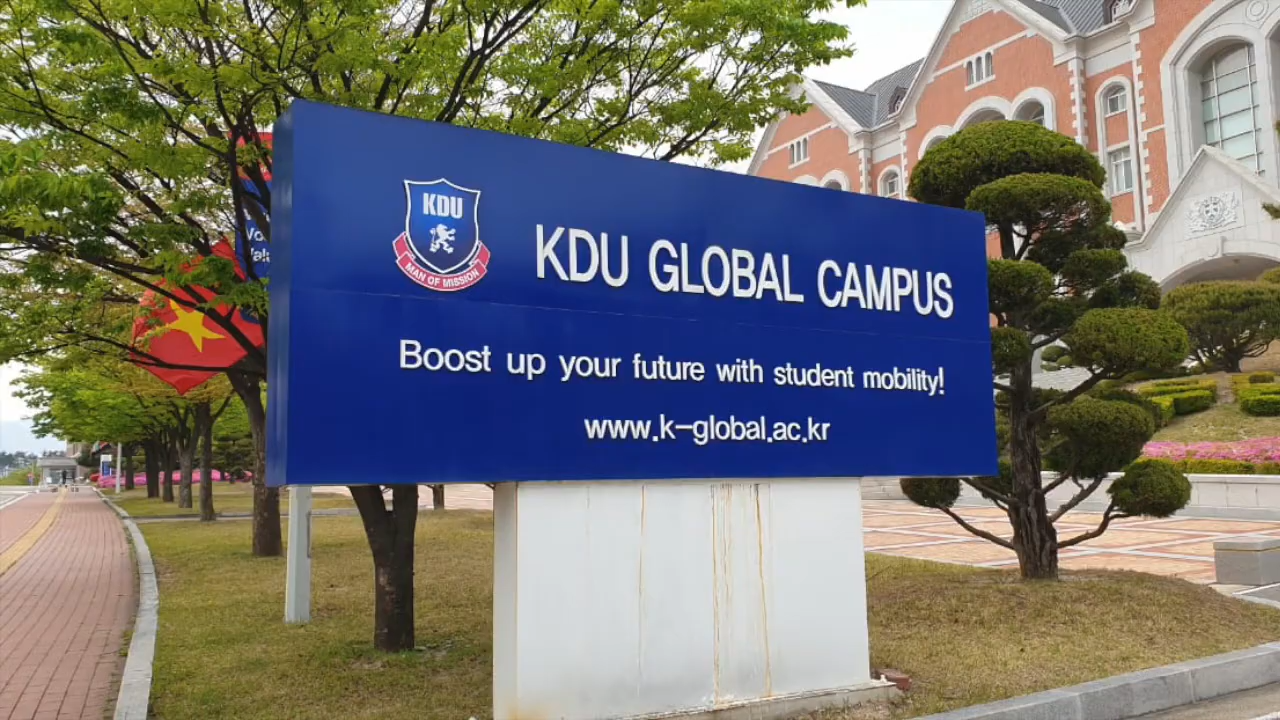 KDU
MAN OF MISSION
KDU GLOBAL CAMPUS
Boost up your future with student mobility!
www.k-global.ac.kr